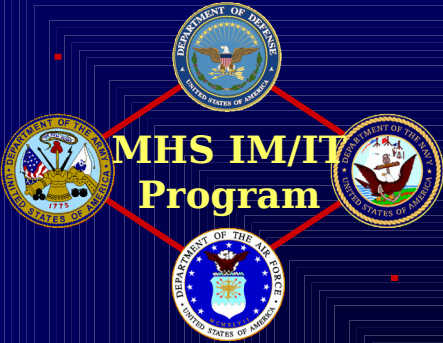 DEPARTMENT OF DEFENSE
UNITED STATES OF AMERICA
MHS IM/IT
Program
DEPARTMENT OF THE ARMY
1775
UNITED STATES OF AMERICA
DEPARTMENT OF THE NAVY
UNITED STATES OF AMERICA
DEPARTMENT OF THE AIR FORCE
MCMXLVII
UNITED STATES OF AMERICA